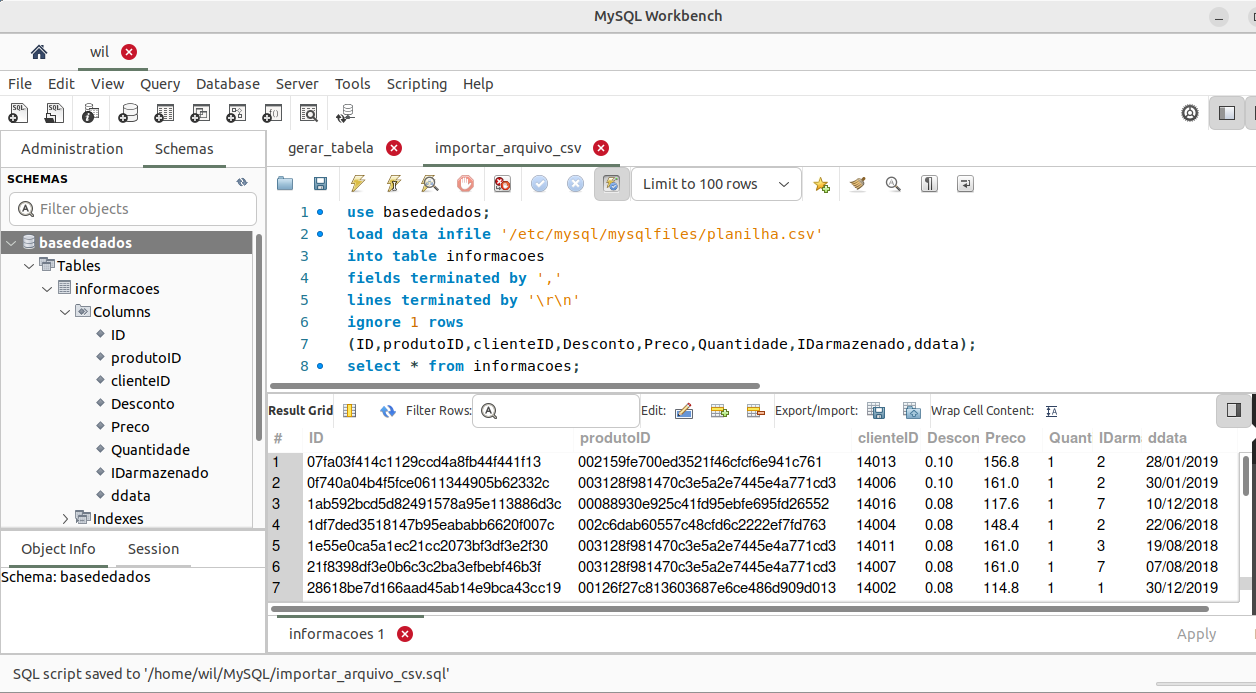 MySQL Workbench
wil
File Edit View Query Database Server Tools Scripting Help
Administration Schemas
SCHEMAS
Filter objects
basededados
Tables
informacoes
Columns
ID
produtoID
clienteID
Desconto
Preco
Quantidade
IDarmazenado
ddata
Indexes
Object Info Session
Schema: basededados
gerar_tabela importar_arquivo_csv
Limit to 100 rows
1 use basededados;
2 load data infile '/etc/mysql/mysqlfiles/planilha.csv'
3 into table informacoes
4 fields terminated by ','
5 lines terminated by '\r\n'
6 ignore 1 rows
7 (ID,produtoID,clienteID,Desconto,Preco,Quantidade,IDarmazenado,ddata);
8 select * from informacoes;
Result Grid Filter Rows: Edit: Export/Import: Wrap Cell Content:
# ID produtoID clienteID Descon Preco Quant IDarm ddata
1 07fa03f414c1129ccd4a8fb44f441f13 002159fe700ed3521f46cfcf6e941c761 14013 0.10 156.8 1 2 28/01/2019
2 0f740a04b4f5fce0611344905b62332c 003128f981470c3e5a2e7445e4a771cd3 14006 0.10 161.0 1 2 30/01/2019
3 1ab592bcd5d82491578a95e113886d3c 00088930e925c41fd95ebfe695fd26552 14016 0.08 117.6 1 7 10/12/2018
4 1df7ded3518147b95eababb6620f007c 002c6dab60557c48cfd6c2222ef7fd763 14004 0.08 148.4 1 2 22/06/2018
5 1e55e0ca5a1ec21cc2073bf3df3e2f30 003128f981470c3e5a2e7445e4a771cd3 14011 0.08 161.0 1 3 19/08/2018
6 21f8398df3e0b6c3c2ba3efbebf46b3f 003128f981470c3e5a2e7445e4a771cd3 14007 0.08 161.0 1 7 07/08/2018
7 28618be7d166aad45ab14e9bca43cc19 00126f27c813603687e6ce486d909d013 14002 0.08 114.8 1 1 30/12/2019
informacoes 1
Apply
SQL script saved to '/home/wil/MySQL/importar_arquivo_csv.sql'